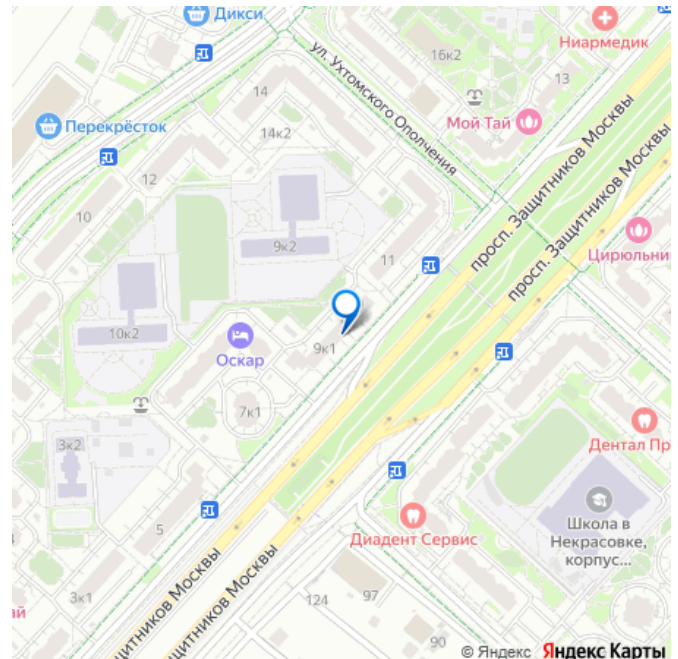 Дикси
Ниармедик
16к2
13
ул. Ухтомского Ополчения
14
Мой Тай
Перекрёсток
14к2
просп. Защитников Москвы
просп. Защитников Москвы
12
10
9к2
11
Цирюльни
10к2
Оскар
9к1
7к1
3к2
Дентал Пр
Диадент Сервис
Школа в
Некрасовке,
корпус...
5
щитников Москвы
щитников Москвы
ай
3к1
124
97
90
© Яндекс Яндекс Карты